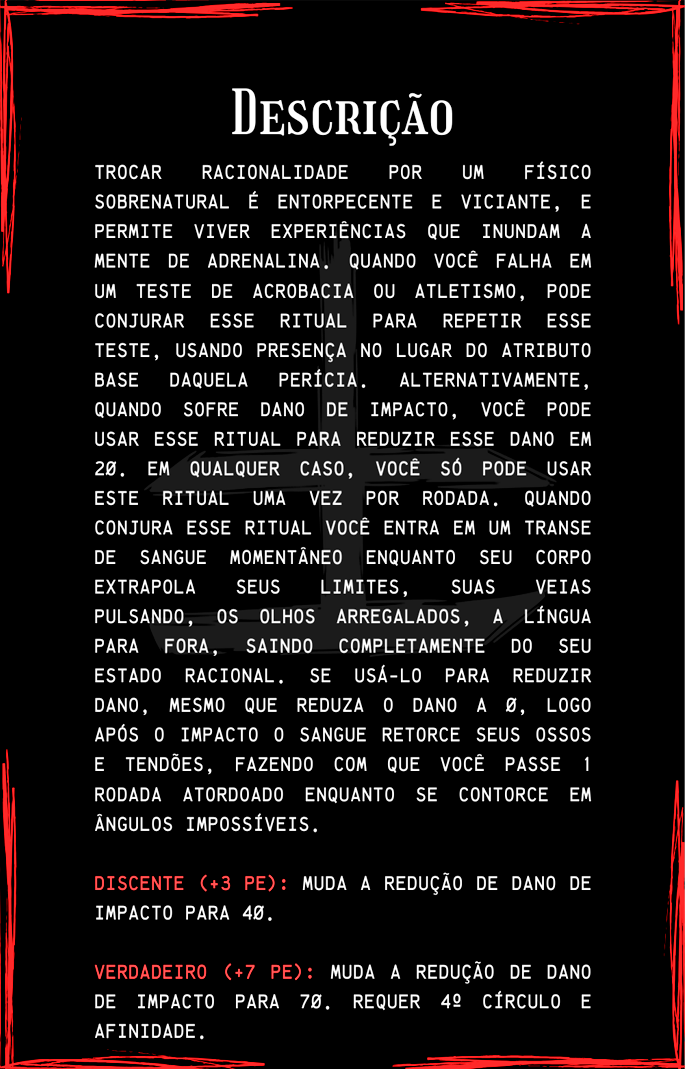 Descrição
TROCAR RACIONALIDADE POR UM FÍSICO
SOBRENATURAL É ENTORPECENTE E VICIANTE, E
PERMITE VIVER EXPERIÊNCIAS QUE INUNDAM A
MENTE DE ADRENALINA. QUANDO VOCÊ FALHA EM
UM TESTE DE ACROBACIA OU ATLETISMO, PODE
CONJURAR ESSE RITUAL PARA REPETIR ESSE
TESTE, USANDO PRESENÇA NO LUGAR DO ATRIBUTO
BASE DAQUELA PERÍCIA. ALTERNATIVAMENTE,
QUANDO SOFRE DANO DE IMPACTO, VOCÊ PODE
USAR ESSE RITUAL PARA REDUZIR ESSE DANO EM
20. EM QUALQUER CASO, VOCÊ SÓ PODE USAR
ESTE RITUAL UMA VEZ POR RODADA. QUANDO
CONJURA ESSE RITUAL VOCÊ ENTRA EM UM TRANSE
DE SANGUE MOMENTÂNEO ENQUANTO SEU CORPO
EXTRAPOLA SEUS LIMITES, SUAS VEIAS
PULSANDO, OS OLHOS ARREGALADOS, A LÍNGUA
PARA FORA, SAINDO COMPLETAMENTE DO SEU
ESTADO RACIONAL. SE USÁ-LO PARA REDUZIR
DANO, MESMO QUE REDUZA O DANO A 0, LOGO
APÓS O IMPACTO O SANGUE RETORCE SEUS OSSOS
E TENDÕES, FAZENDO COM QUE VOCÊ PASSE 1
RODADA ATORDOADO ENQUANTO SE CONTORCE EM
ÂNGULOS IMPOSSÍVEIS.
DISCENTE (+3 PE): MUDA A REDUÇÃO DE DANO DE
IMPACTO PARA 40.
VERDADEIRO (+7 PE): MUDA A REDUÇÃO DE DANO
DE IMPACTO PARA 70. REQUER 4º CÍRCULO E
AFINIDADE.